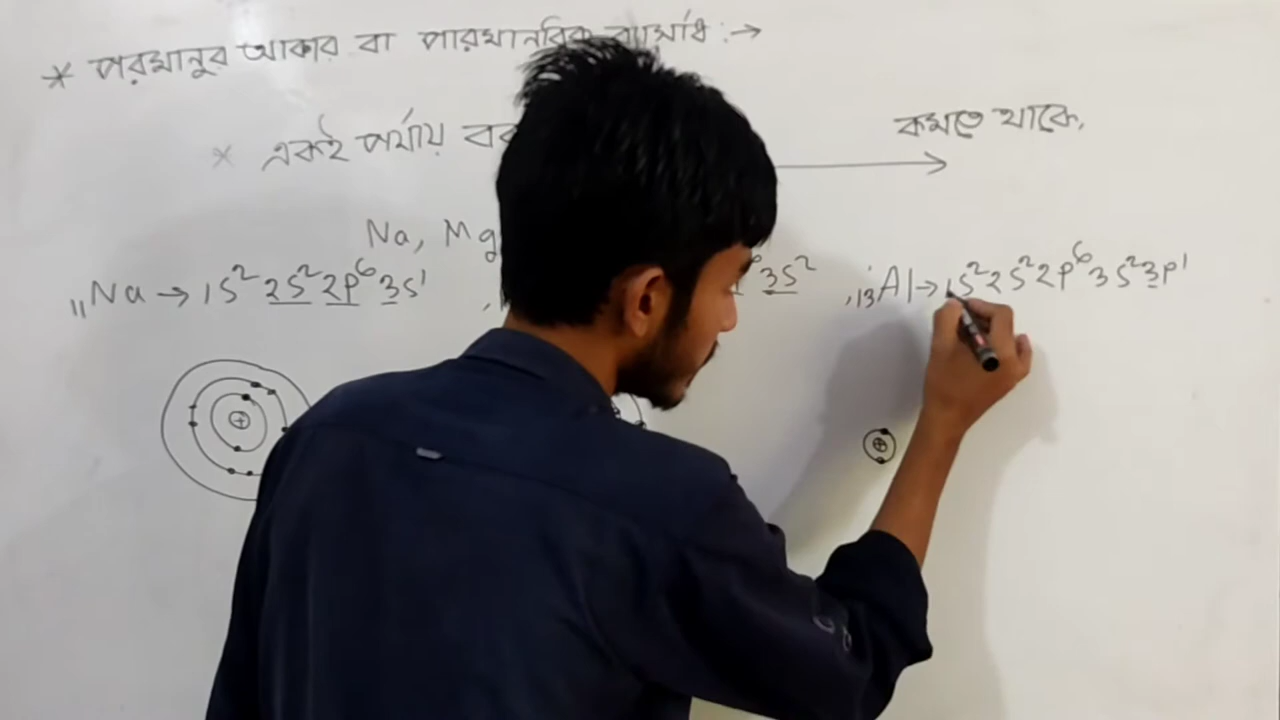 * পরমানুর আকার বা পারমানবিক ব্যাসার্ধ :→
* একই পর্যায় → কমতে থাকে,
Na, Mg
₁₁Na → 1s² 2s² 2p⁶ 3s¹ , 3s² , ₁₃Al → 1s² 2s² 2p⁶ 3s² 3p¹
+ +